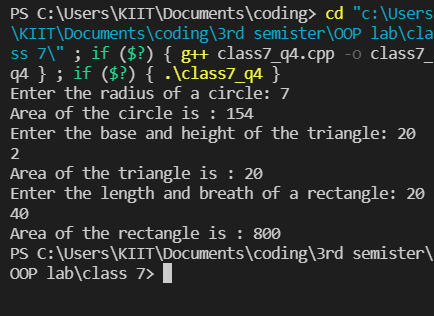 PS C:\Users\KIIT\Documents\coding> cd "c:\Users
\KIIT\Documents\coding\3rd semister\OOP lab\cla
ss 7\" ; if ($?) { g++ class7_q4.cpp -o class7_
q4 } ; if ($?) { .\class7_q4 }
Enter the radius of a circle: 7
Area of the circle is : 154
Enter the base and height of the triangle: 20
2
Area of the triangle is : 20
Enter the length and breath of a rectangle: 20
40
Area of the rectangle is : 800
PS C:\Users\KIIT\Documents\coding\3rd semister\
OOP lab\class 7>